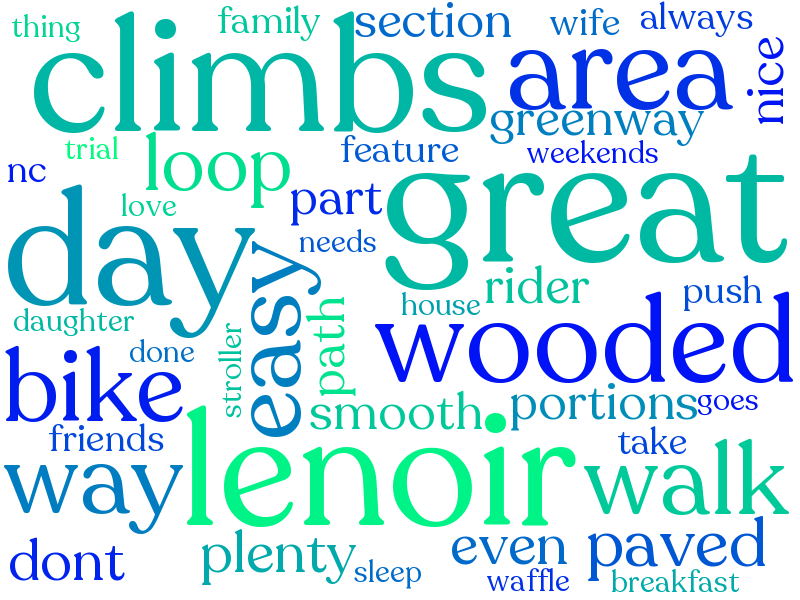 thing
family
section
wife
always
climbs
area
nice
greenway
trial
loop
feature
weekends
nc
part
great
love
day
needs
easy
rider
push
house
path
daughter
wooded
done
stroller
bike
portions
goes
smooth
friends
lenoir
take
way
walk
dont
plenty
even
paved
sleep
waffle
breakfast